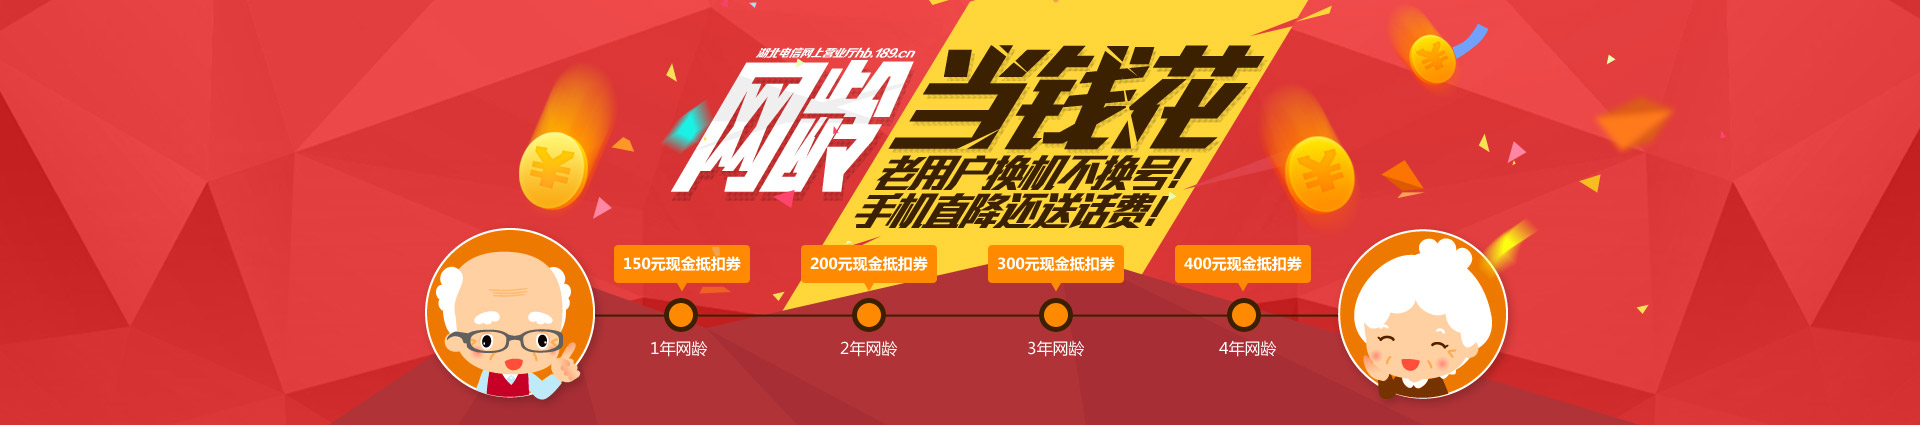 湖北电信网上营业厅hb.189.cn
网龄
当钱花
老用户换机不换号！
手机直降还送话费！
150元现金抵扣券
200元现金抵扣券
300元现金抵扣券
400元现金抵扣券
1年网龄
2年网龄
3年网龄
4年网龄